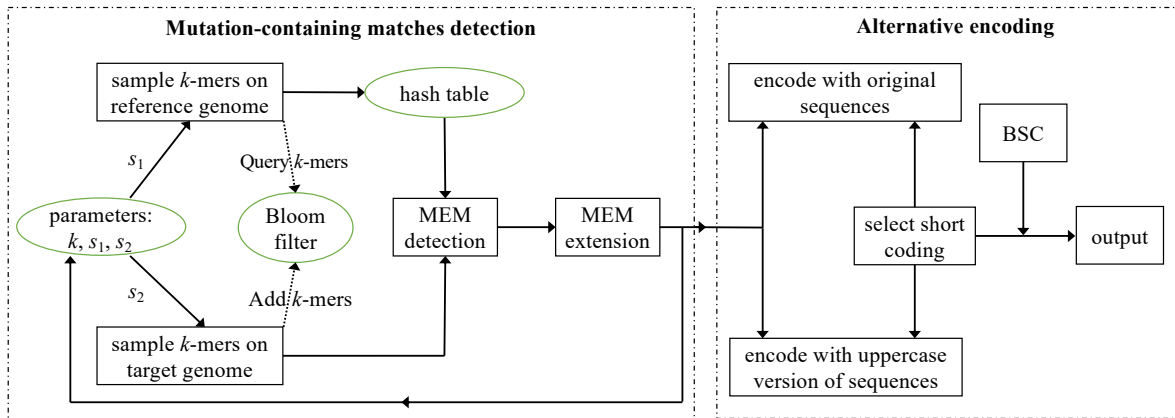 Mutation-containing matches detection
sample k-mers on
reference genome
hash table
s₁
Query k-mers
parameters:
k, s₁, s₂
Bloom
filter
MEM
detection
MEM
extension
s₂
Add k-mers
sample k-mers on
target genome
Alternative encoding
encode with original
sequences
BSC
select short
coding
output
encode with uppercase
version of sequences